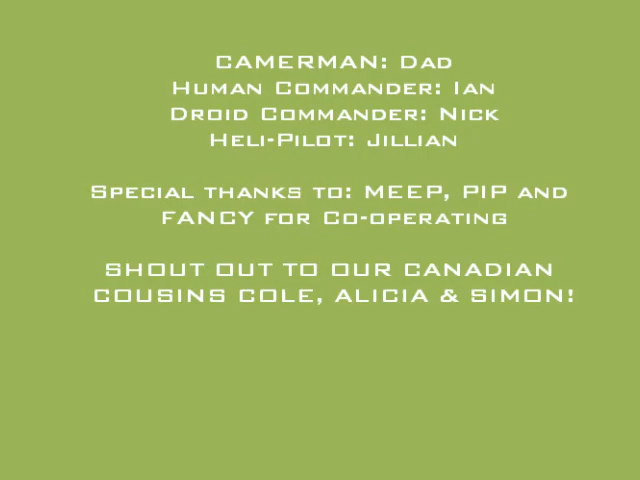 CAMERMAN: Dad
Human Commander: Ian
Droid Commander: Nick
Heli-Pilot: Jillian
Special thanks to: MEEP, PIP and
FANCY for Co-operating
SHOUT OUT TO OUR CANADIAN
COUSINS COLE, ALICIA & SIMON!